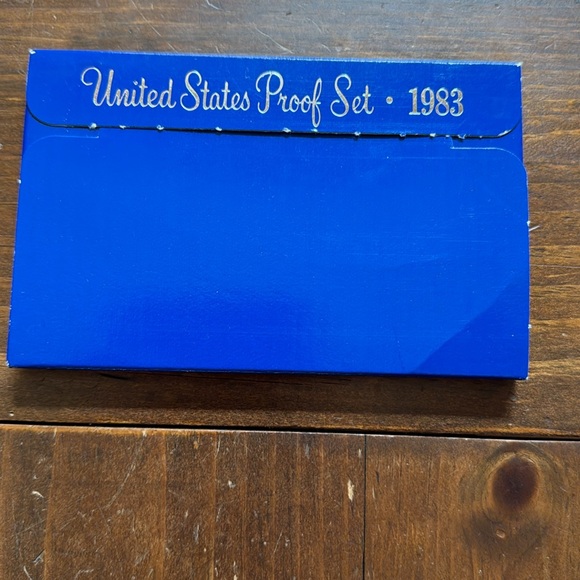 United States Proof Set · 1983